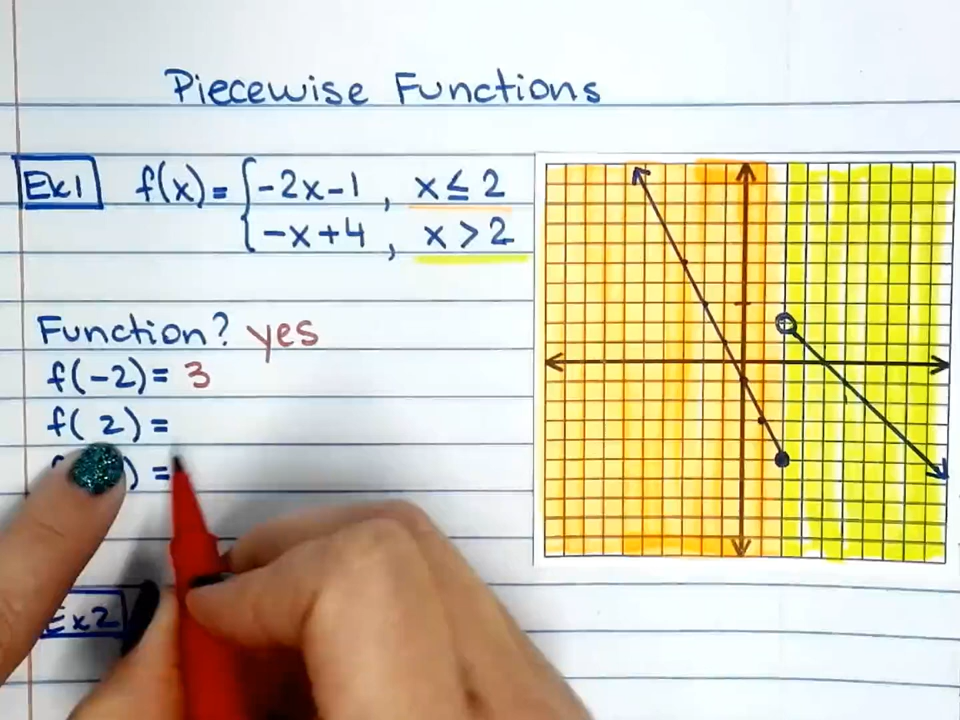 Piecewise Functions
Ex1 f(x) = { -2x-1 , x ≤ 2
-x+4 , x > 2
Function? yes
f(-2) = 3
f( 2) =
) =
Ex2